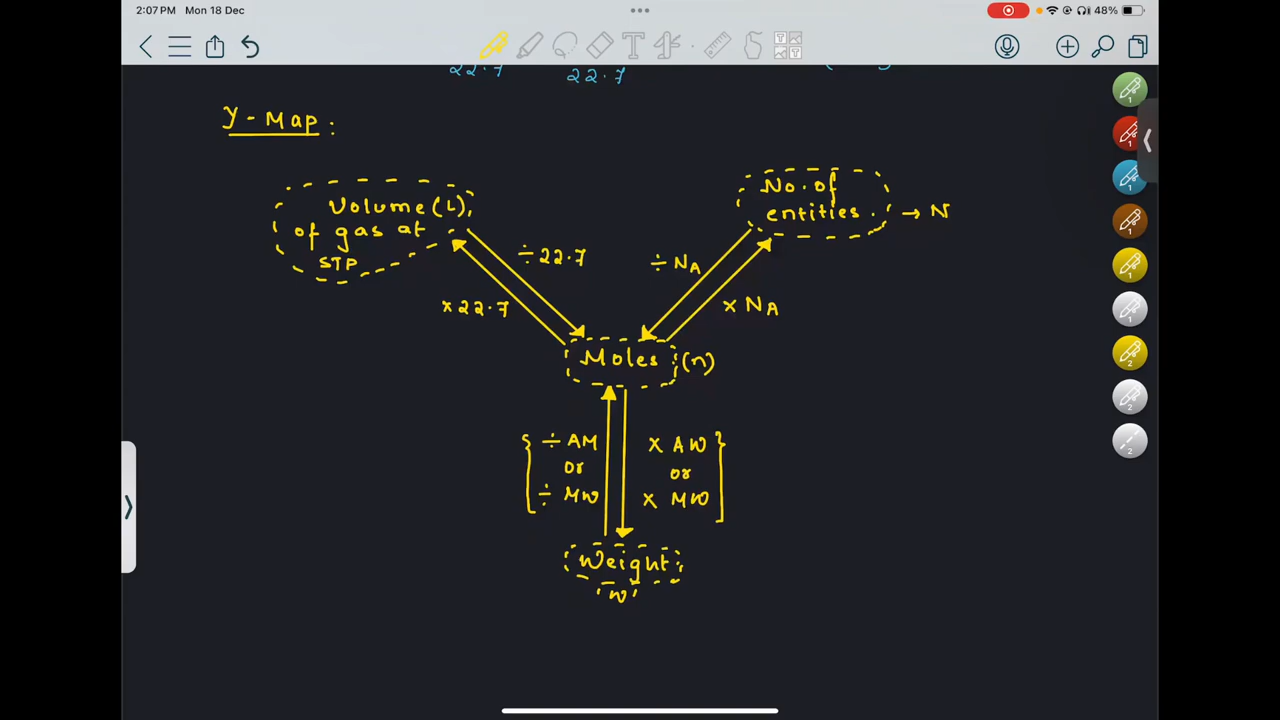 2:07 PM Mon 18 Dec
48%
22.7
22.7
Y - Map :
Volume (L)
of gas at
STP
No. of
entities. → N
÷ 22.7
× 22.7
÷ NA
× NA
Moles (n)
÷ AM
or
÷ MW
× AW
or
× MW
Weight
'W'